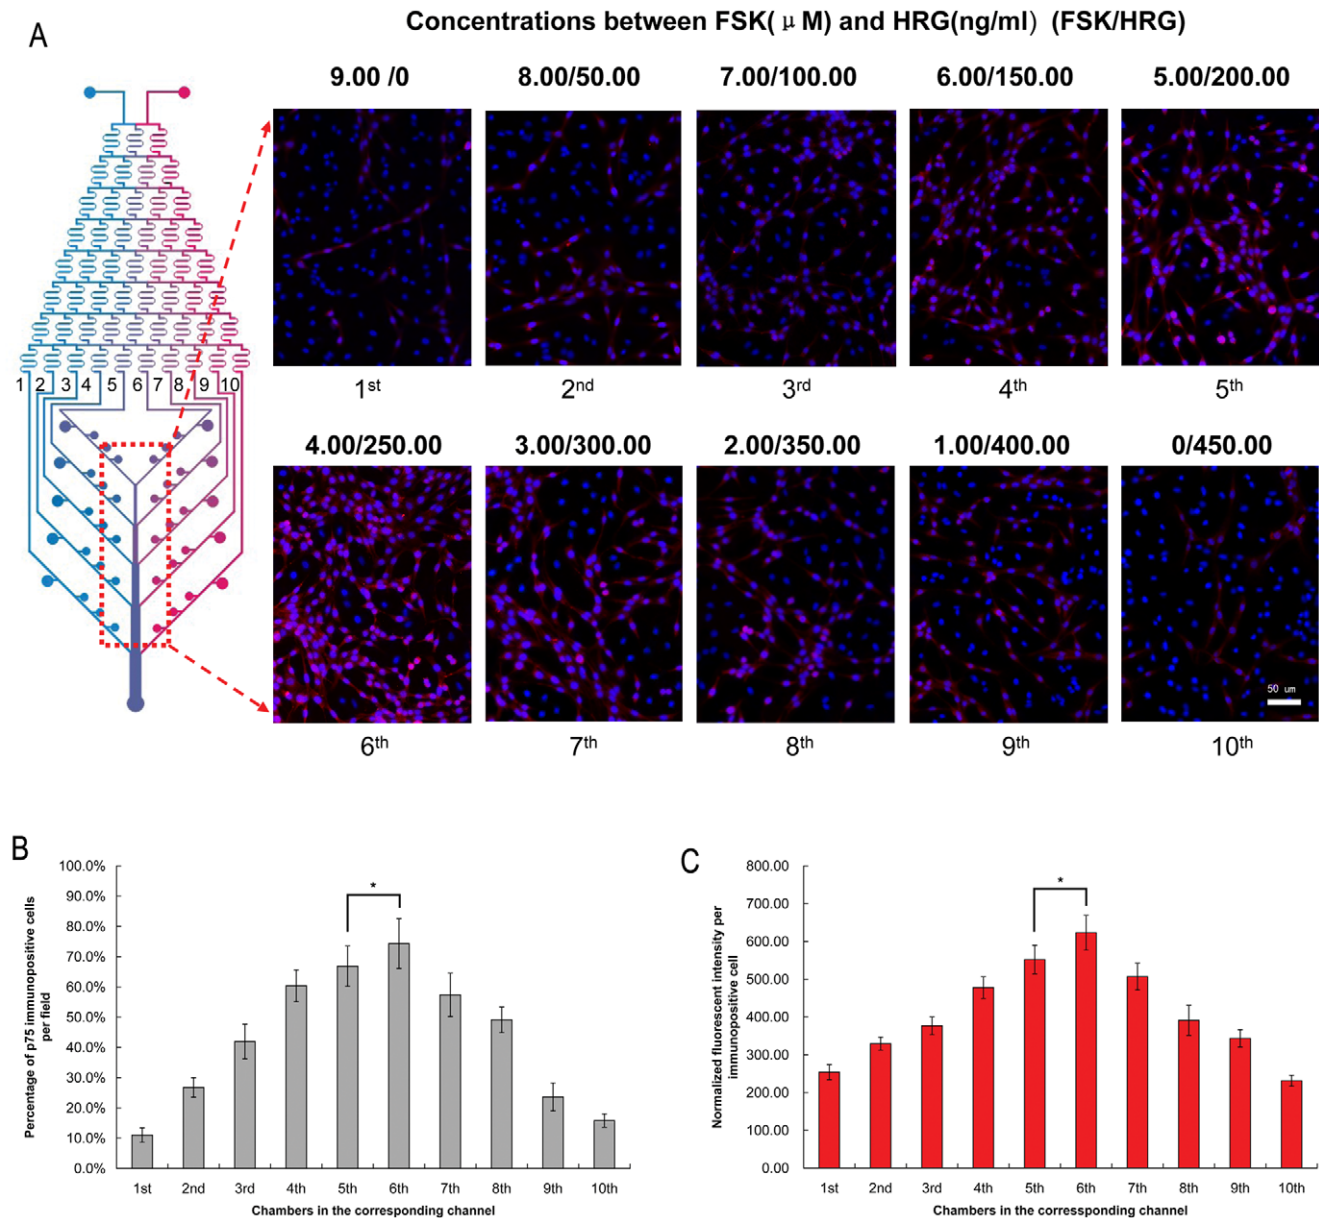 A
Concentrations between FSK( μ M) and HRG(ng/ml) (FSK/HRG)
9.00 /0 8.00/50.00 7.00/100.00 6.00/150.00 5.00/200.00
1st 2nd 3rd 4th 5th
1 2 3 4 5 6 7 8 9 10
4.00/250.00 3.00/300.00 2.00/350.00 1.00/400.00 0/450.00
50 um
6th 7th 8th 9th 10th
B
Percentage of p75 immunopositive cells
per field
100.0%
90.0%
80.0%
70.0%
60.0%
50.0%
40.0%
30.0%
20.0%
10.0%
0.0%
*
1st 2nd 3rd 4th 5th 6th 7th 8th 9th 10th
Chambers in the corresponding channel
C
Normalized fluorescent intensity per
immunopositive cell
800.00
700.00
600.00
500.00
400.00
300.00
200.00
100.00
0.00
*
1st 2nd 3rd 4th 5th 6th 7th 8th 9th 10th
Chambers in the corresponding channel